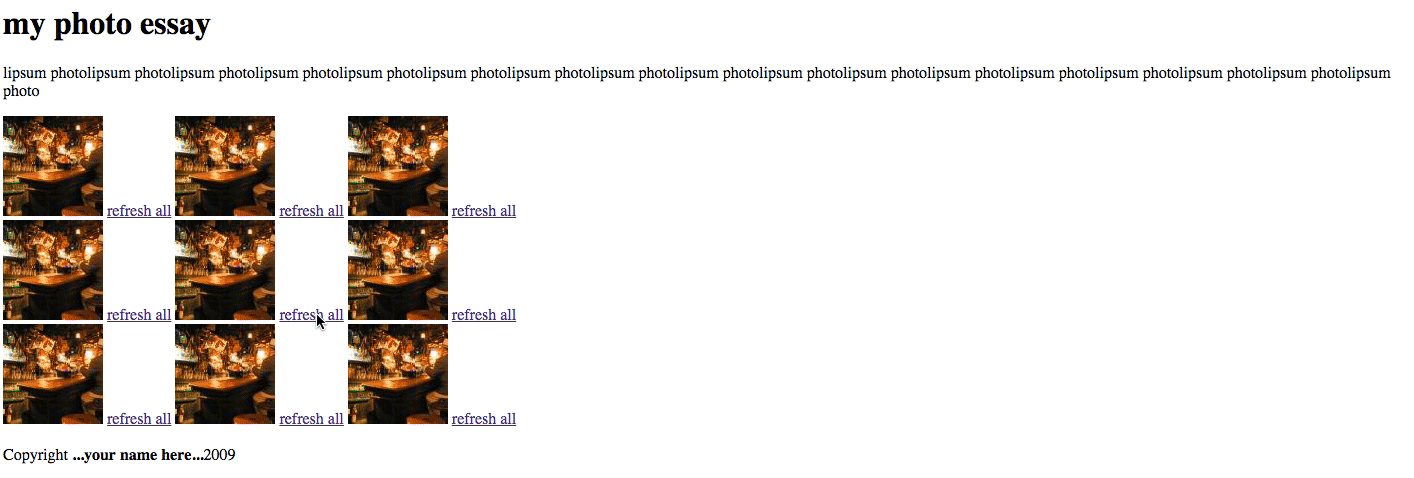 my photo essay
lipsum photolipsum photolipsum photolipsum photolipsum photolipsum photolipsum photolipsum photolipsum photolipsum photolipsum photolipsum photolipsum photolipsum photolipsum photolipsum photolipsum
photo
refresh all refresh all refresh all
refresh all refresh all refresh all
refresh all refresh all refresh all
Copyright ...your name here...2009